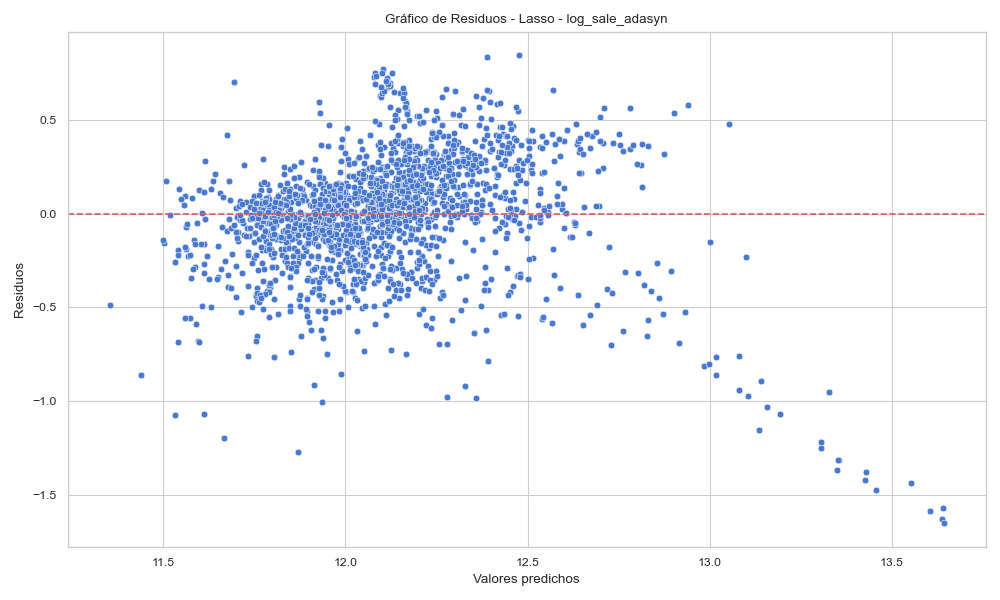 Gráfico de Residuos - Lasso - log_sale_adasyn
Residuos
0.5
0.0
−0.5
−1.0
−1.5
11.5 12.0 12.5 13.0 13.5
Valores predichos